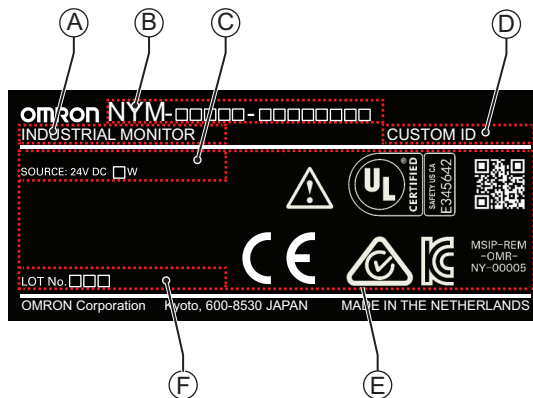 A B C D
OMRON NYM-□□□□□-□□□□□□□□
INDUSTRIAL MONITOR CUSTOM ID
SOURCE: 24V DC □W
UL® CERTIFIED SAFETY US CA E345642
CE
MSIP-REM
-OMR-
NY-00005
LOT No.□□□
OMRON Corporation Kyoto, 600-8530 JAPAN MADE IN THE NETHERLANDS
F E